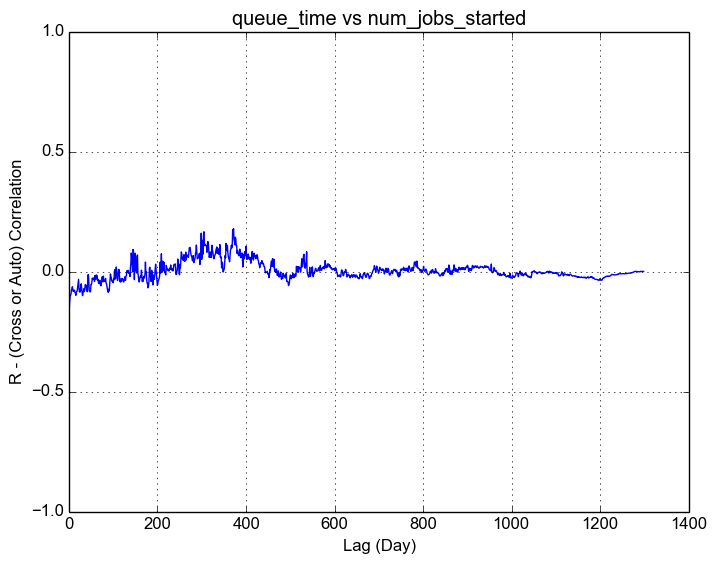 queue_time vs num_jobs_started
1.0
0.5
0.0
−0.5
−1.0
R - (Cross or Auto) Correlation
0 200 400 600 800 1000 1200 1400
Lag (Day)